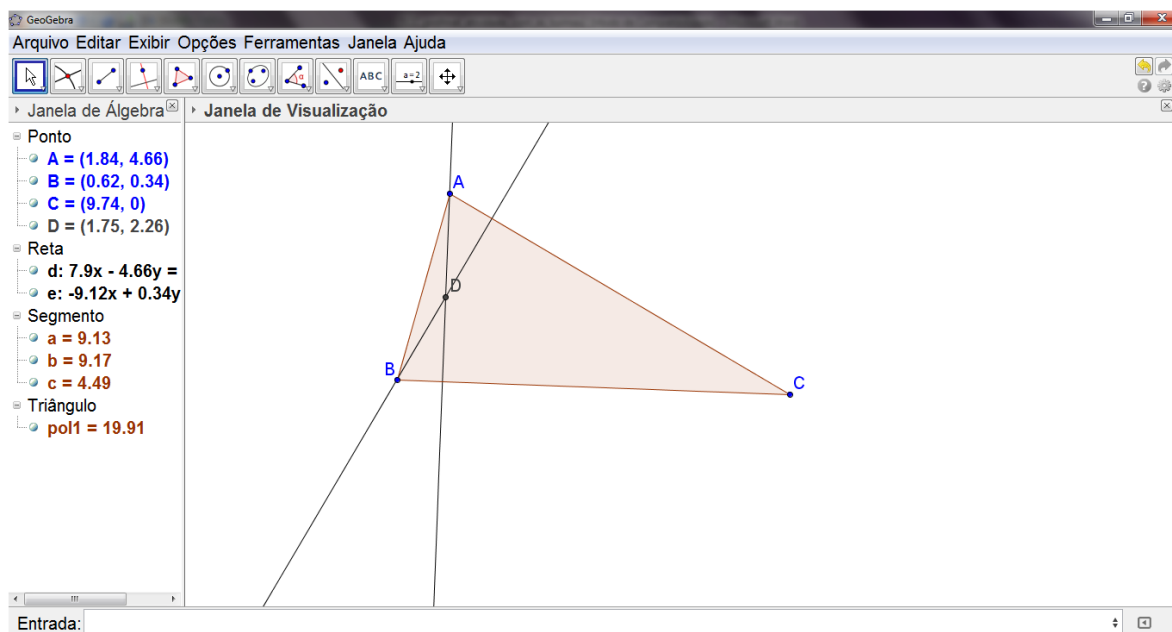 GeoGebra
Arquivo Editar Exibir Opções Ferramentas Janela Ajuda
ABC
a=2
Janela de Álgebra
Janela de Visualização
Ponto
A = (1.84, 4.66)
B = (0.62, 0.34)
C = (9.74, 0)
D = (1.75, 2.26)
Reta
d: 7.9x - 4.66y =
e: -9.12x + 0.34y
Segmento
a = 9.13
b = 9.17
c = 4.49
Triângulo
pol1 = 19.91
A
D
B
C
Entrada: